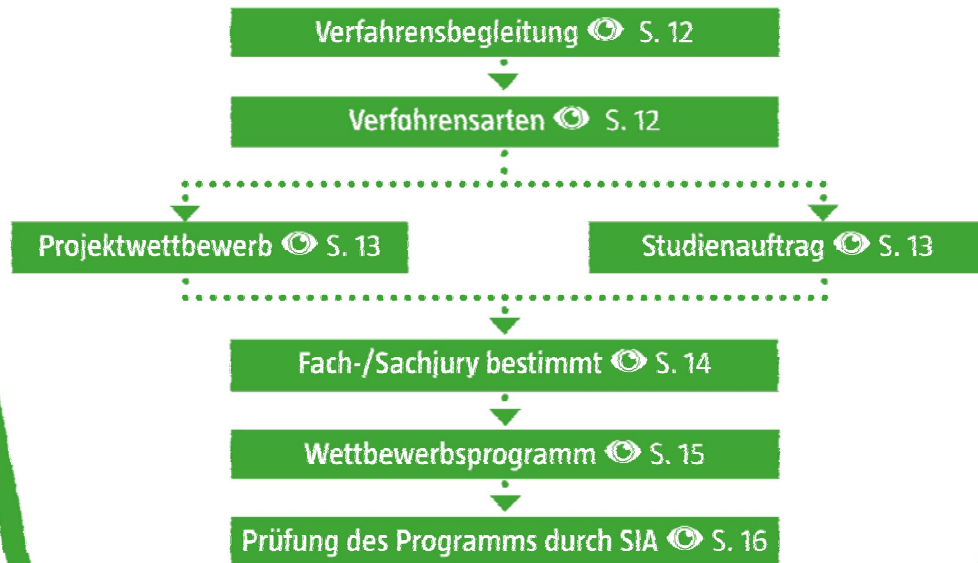 Verfahrensbegleitung S. 12
Verfahrensarten S. 12
Projektwettbewerb S. 13
Studienauftrag S. 13
Fach-/Sachjury bestimmt S. 14
Wettbewerbsprogramm S. 15
Prüfung des Programms durch SIA S. 16